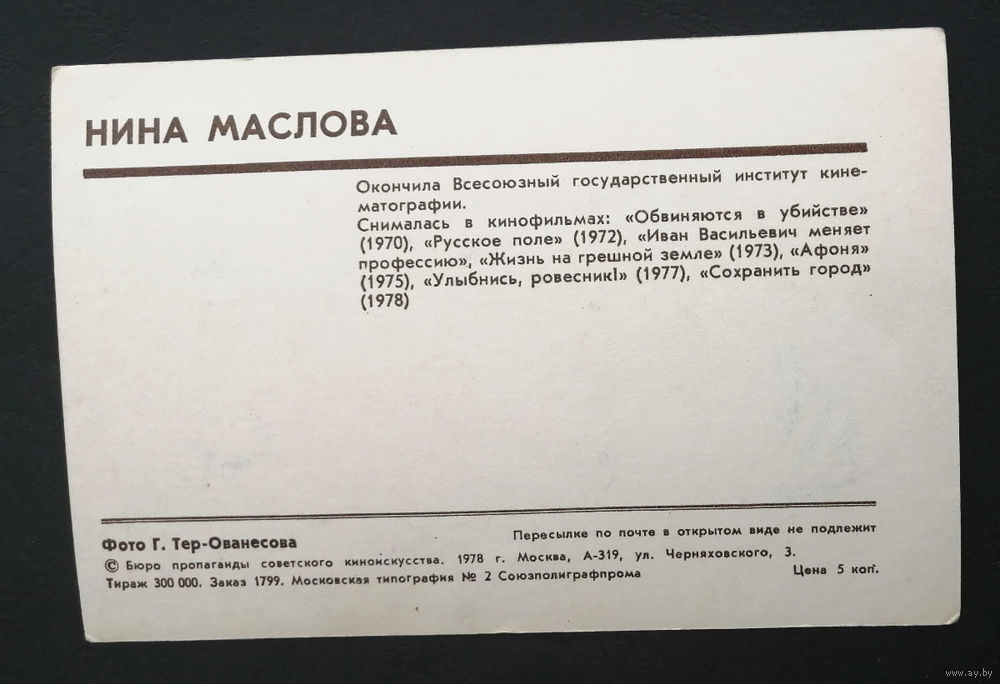 НИНА МАСЛОВА
Окончила Всесоюзный государственный институт кине-
матографии.
Снималась в кинофильмах: «Обвиняются в убийстве»
(1970), «Русское поле» (1972), «Иван Васильевич меняет
профессию», «Жизнь на грешной земле» (1973), «Афоня»
(1975), «Улыбнись, ровесник!» (1977), «Сохранить город»
(1978)
Фото Г. Тер-Ованесова
Пересылке по почте в открытом виде не подлежит
© Бюро пропаганды советского киноискусства. 1978 г. Москва, А-319, ул. Черняховского, 3.
Тираж 300 000. Заказ 1799. Московская типография № 2 Союзполиграфпрома
Цена 5 коп.
www.ay.by